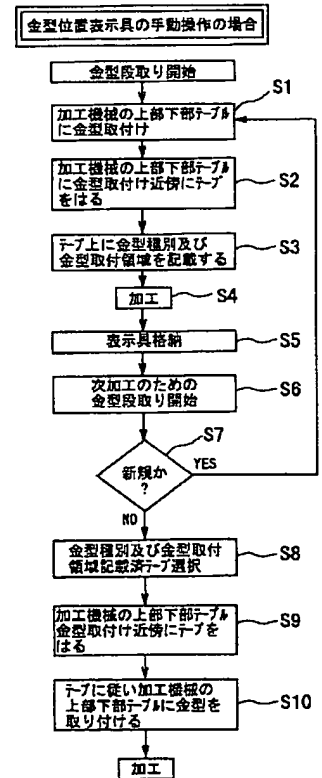 金型位置表示具の手動操作の場合
金型段取り開始
S1
加工機械の上部下部テーブル
に金型取付け
加工機械の上部下部テーブル
に金型取付け近傍にテープ
をはる
S2
テープ上に金型種別及び
金型取付領域を記載する
S3
加工
S4
表示具格納
S5
次加工のための
金型段取り開始
S6
S7
新規か
?
YES
NO
金型種別及び金型取付
領域記載済テープ選択
S8
加工機械の上部下部テーブル
金型取付け近傍にテープを
はる
S9
テープに従い加工機械の
上部下部テーブルに金型を
取り付ける
S10
加工